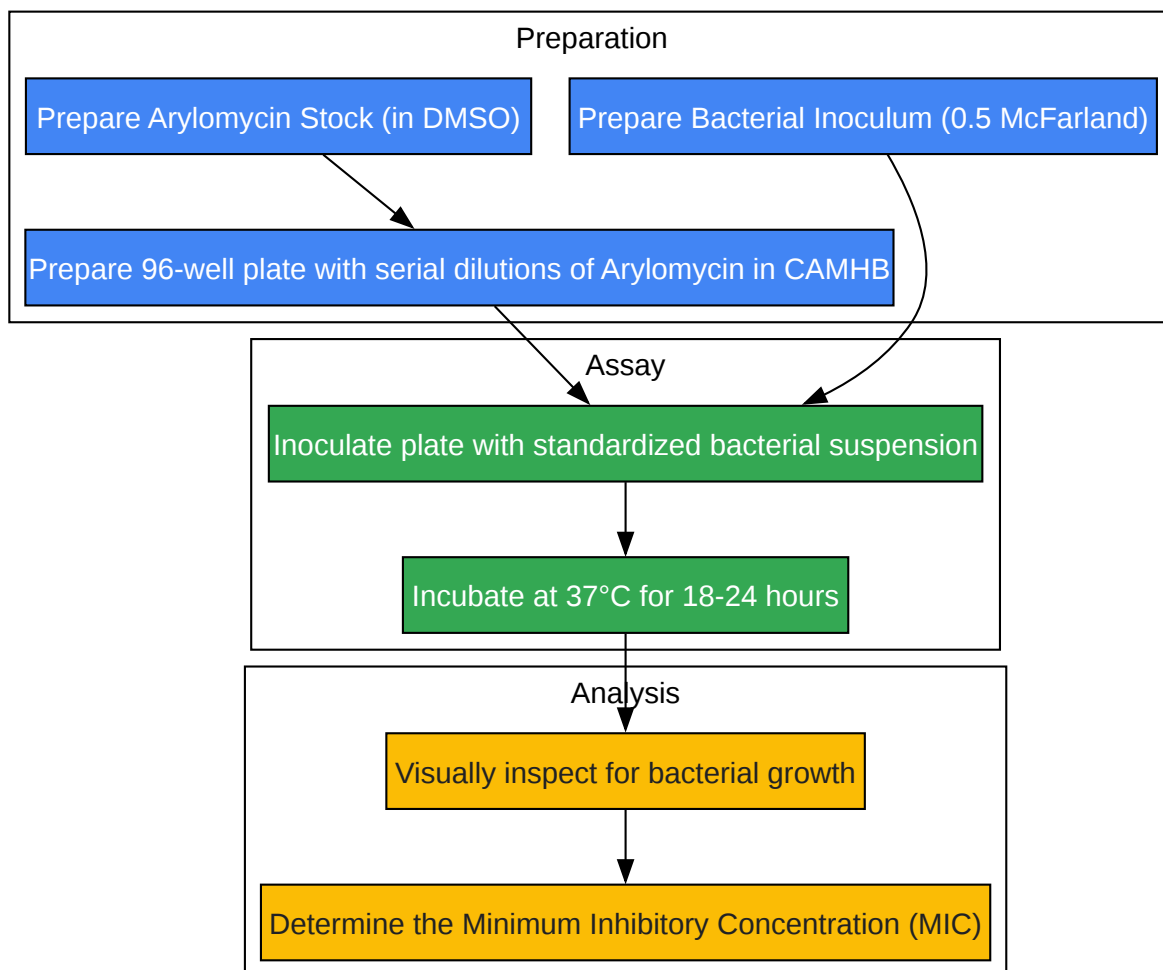 Preparation
Prepare Arylomycin Stock (in DMSO)
Prepare Bacterial Inoculum (0.5 McFarland)
Prepare 96-well plate with serial dilutions of Arylomycin in CAMHB
Assay
Inoculate plate with standardized bacterial suspension
Incubate at 37°C for 18-24 hours
Analysis
Visually inspect for bacterial growth
Determine the Minimum Inhibitory Concentration (MIC)